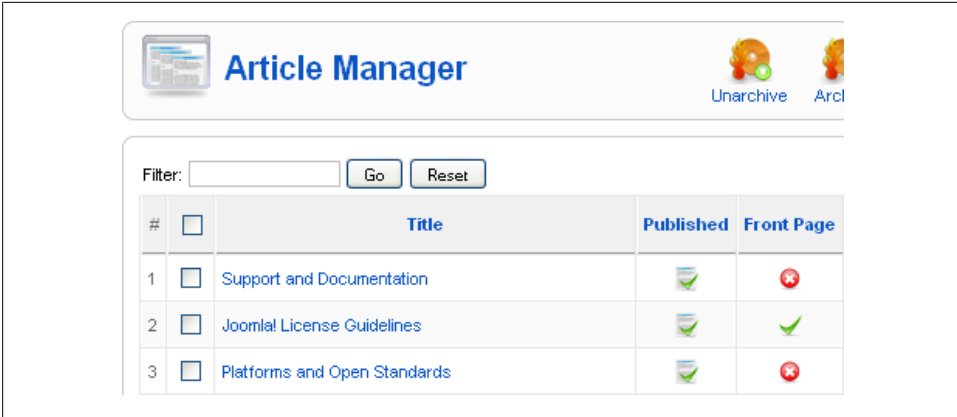 Article Manager
Unarchive
Filter:
Go
Reset
# Title Published Front Page
1 Support and Documentation
2 Joomla! License Guidelines
3 Platforms and Open Standards